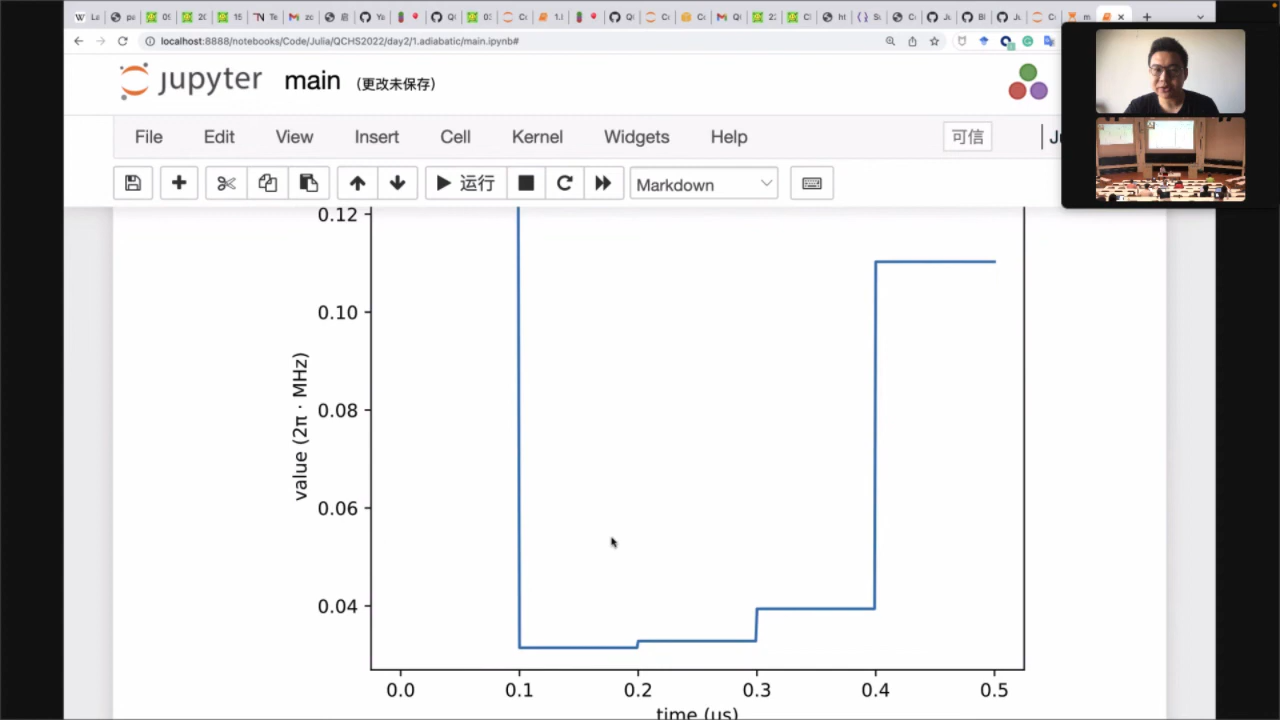 localhost:8888/notebooks/Code/Julia/QCHS2022/day2/1.adiabatic/main.ipynb#
jupyter main (更改未保存)
File Edit View Insert Cell Kernel Widgets Help 可信
运行 Markdown
0.12
0.10
0.08
0.06
0.04
value (2π · MHz)
0.0 0.1 0.2 0.3 0.4 0.5
time (us)